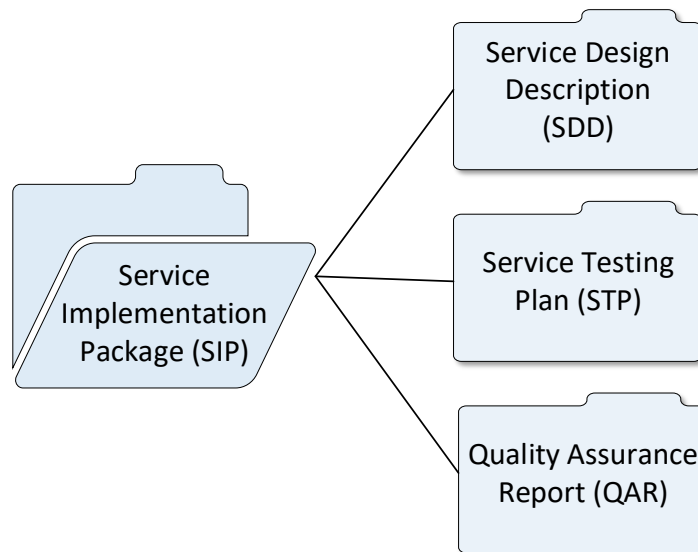 Service Design
Description
(SDD)
Service
Implementation
Package (SIP)
Service Testing
Plan (STP)
Quality Assurance
Report (QAR)